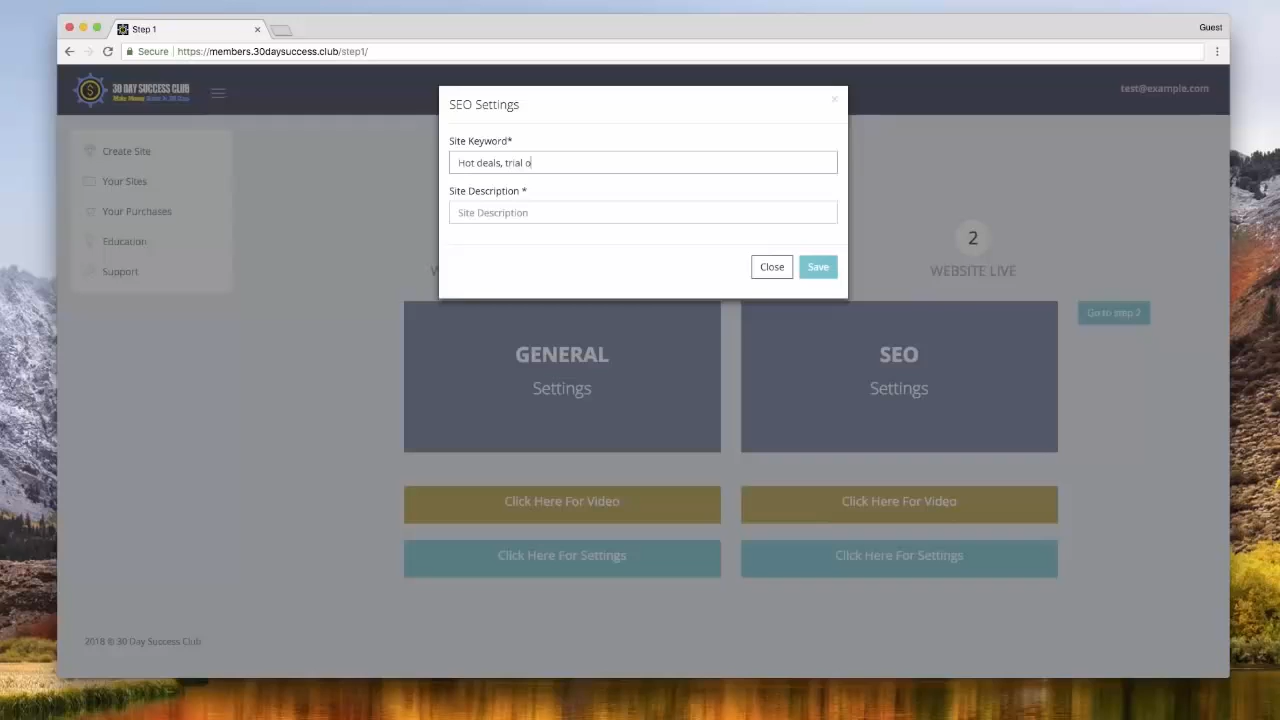 Step 1
Guest
Secure
https://members.30daysuccess.club/step1/
30 DAY SUCCESS CLUB
test@example.com
SEO Settings
Site Keyword*
Hot deals, trial o
Site Description *
Site Description
Close
Save
Create Site
Your Sites
Your Purchases
Education
Support
2
W
WEBSITE LIVE
Go to step 2
GENERAL
Settings
SEO
Settings
Click Here For Video
Click Here For Video
Click Here For Settings
Click Here For Settings
2018 © 30 Day Success Club